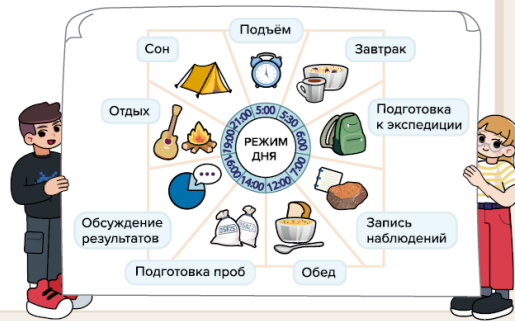 Подъём
Сон
Завтрак
Отдых
Подготовка
к экспедиции
21:00 5:00 5:30 6:00 7:00 12:00 14:00 16:00 19:00
РЕЖИМ
ДНЯ
Обсуждение
результатов
Запись
наблюдений
Подготовка проб
Обед